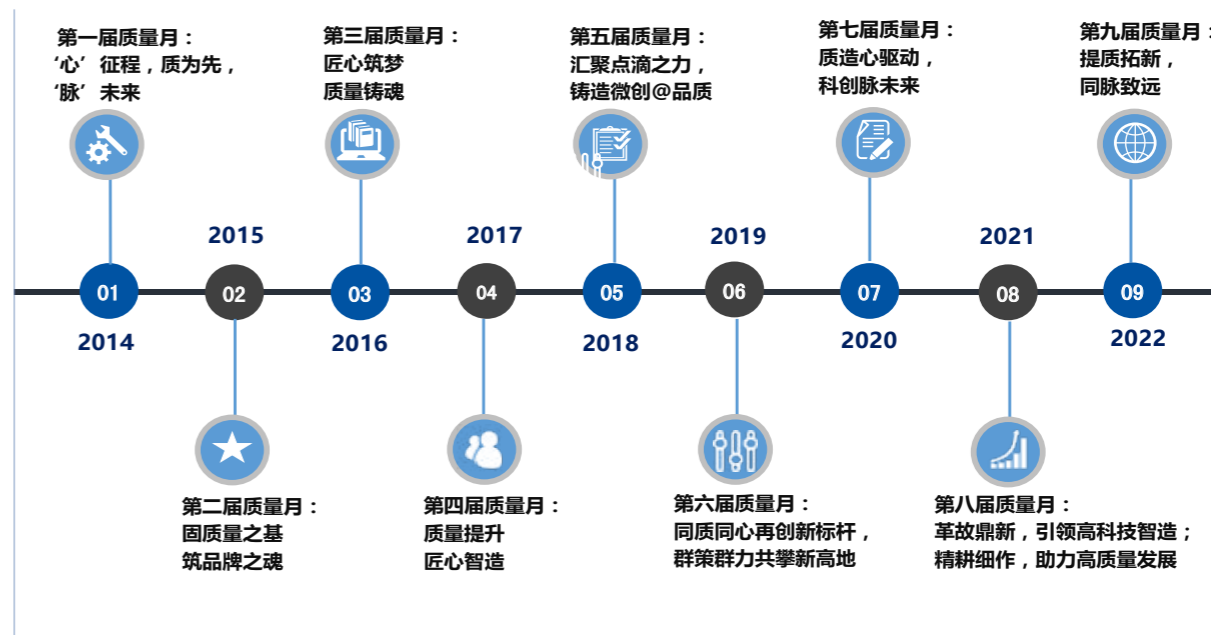 第一届质量月：
‘心’征程，质为先，
‘脉’未来
第三届质量月：
匠心筑梦
质量铸魂
第五届质量月：
汇聚点滴之力，
铸造微创@品质
第七届质量月：
质造心驱动，
科创脉未来
第九届质量月：
提质拓新，
同脉致远
2015
2017
2019
2021
01
02
03
04
05
06
07
08
09
2014
2016
2018
2020
2022
第二届质量月：
固质量之基
筑品牌之魂
第四届质量月：
质量提升
匠心智造
第六届质量月：
同质同心再创新标杆，
群策群力共攀新高地
第八届质量月：
革故鼎新，引领高科技智造；
精耕细作，助力高质量发展